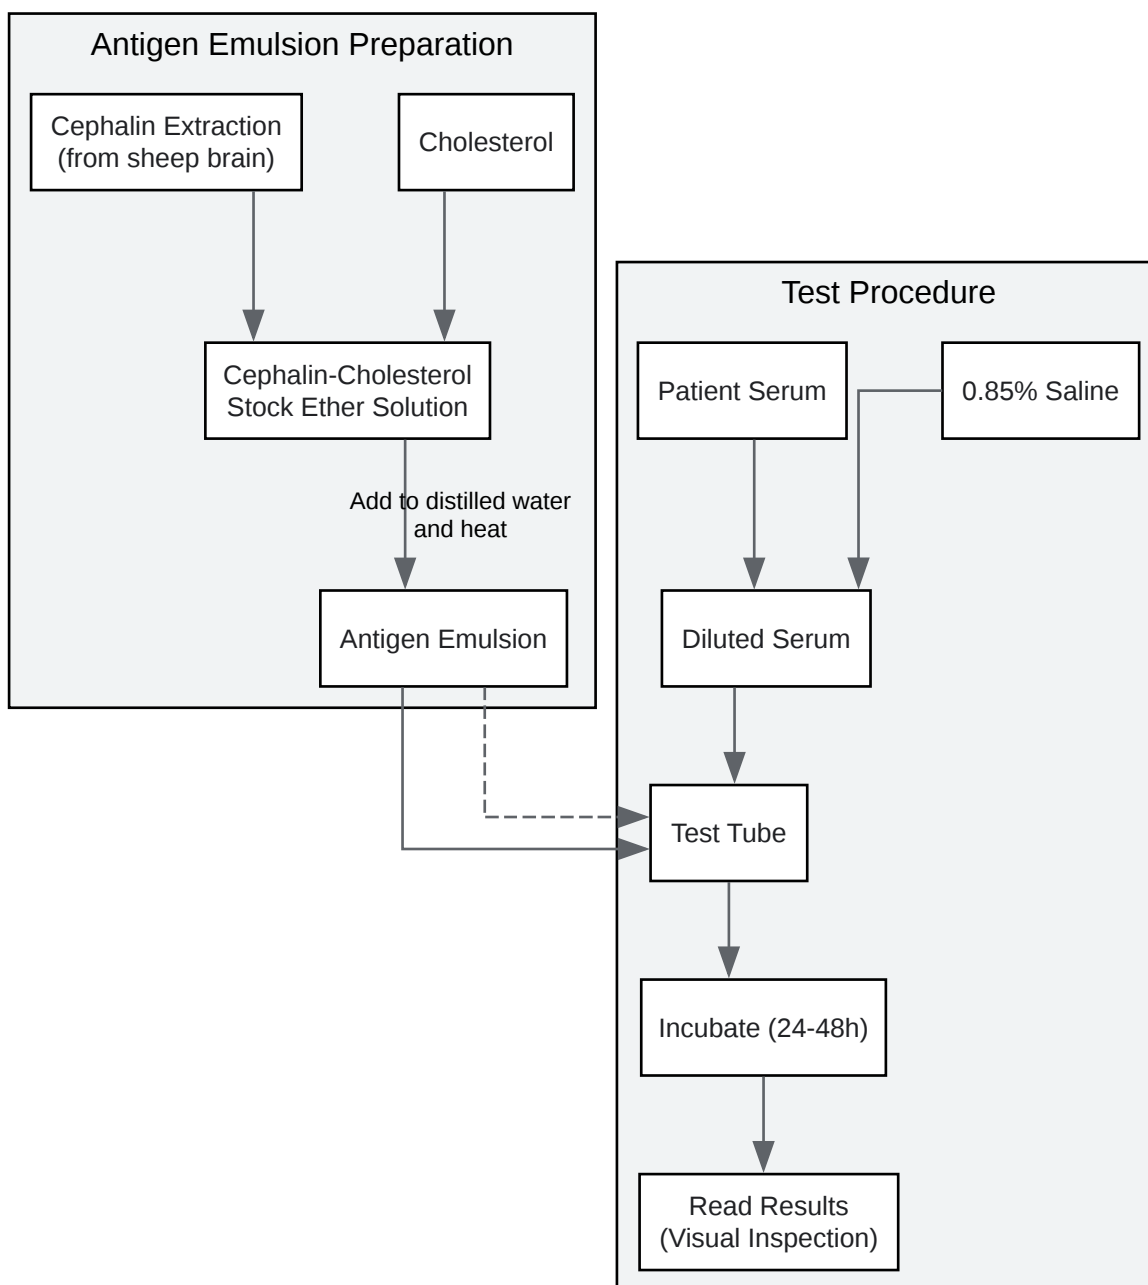 Antigen Emulsion Preparation
Cephalin Extraction
(from sheep brain)
Cholesterol
Cephalin-Cholesterol
Stock Ether Solution
Add to distilled water
and heat
Antigen Emulsion
Test Procedure
Patient Serum
0.85% Saline
Diluted Serum
Test Tube
Incubate (24-48h)
Read Results
(Visual Inspection)